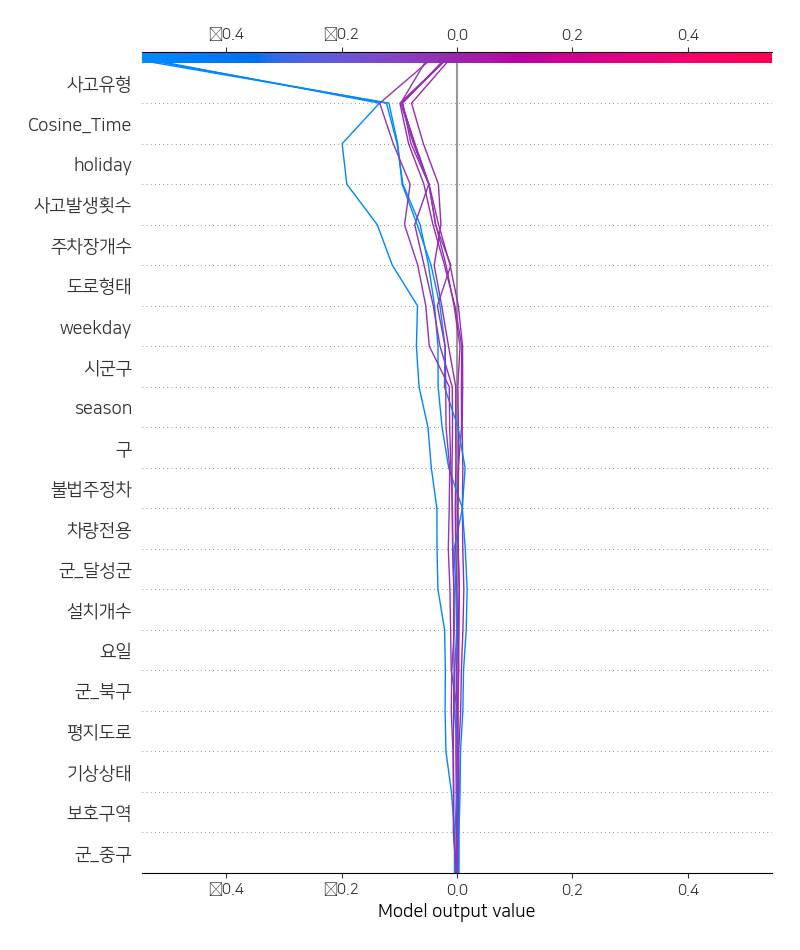 ☒0.4 ☒0.2 0.0 0.2 0.4
사고유형
Cosine_Time
holiday
사고발생횟수
주차장개수
도로형태
weekday
시군구
season
구
불법주정차
차량전용
군_달성군
설치개수
요일
군_북구
평지도로
기상상태
보호구역
군_중구
☒0.4 ☒0.2 0.0 0.2 0.4
Model output value